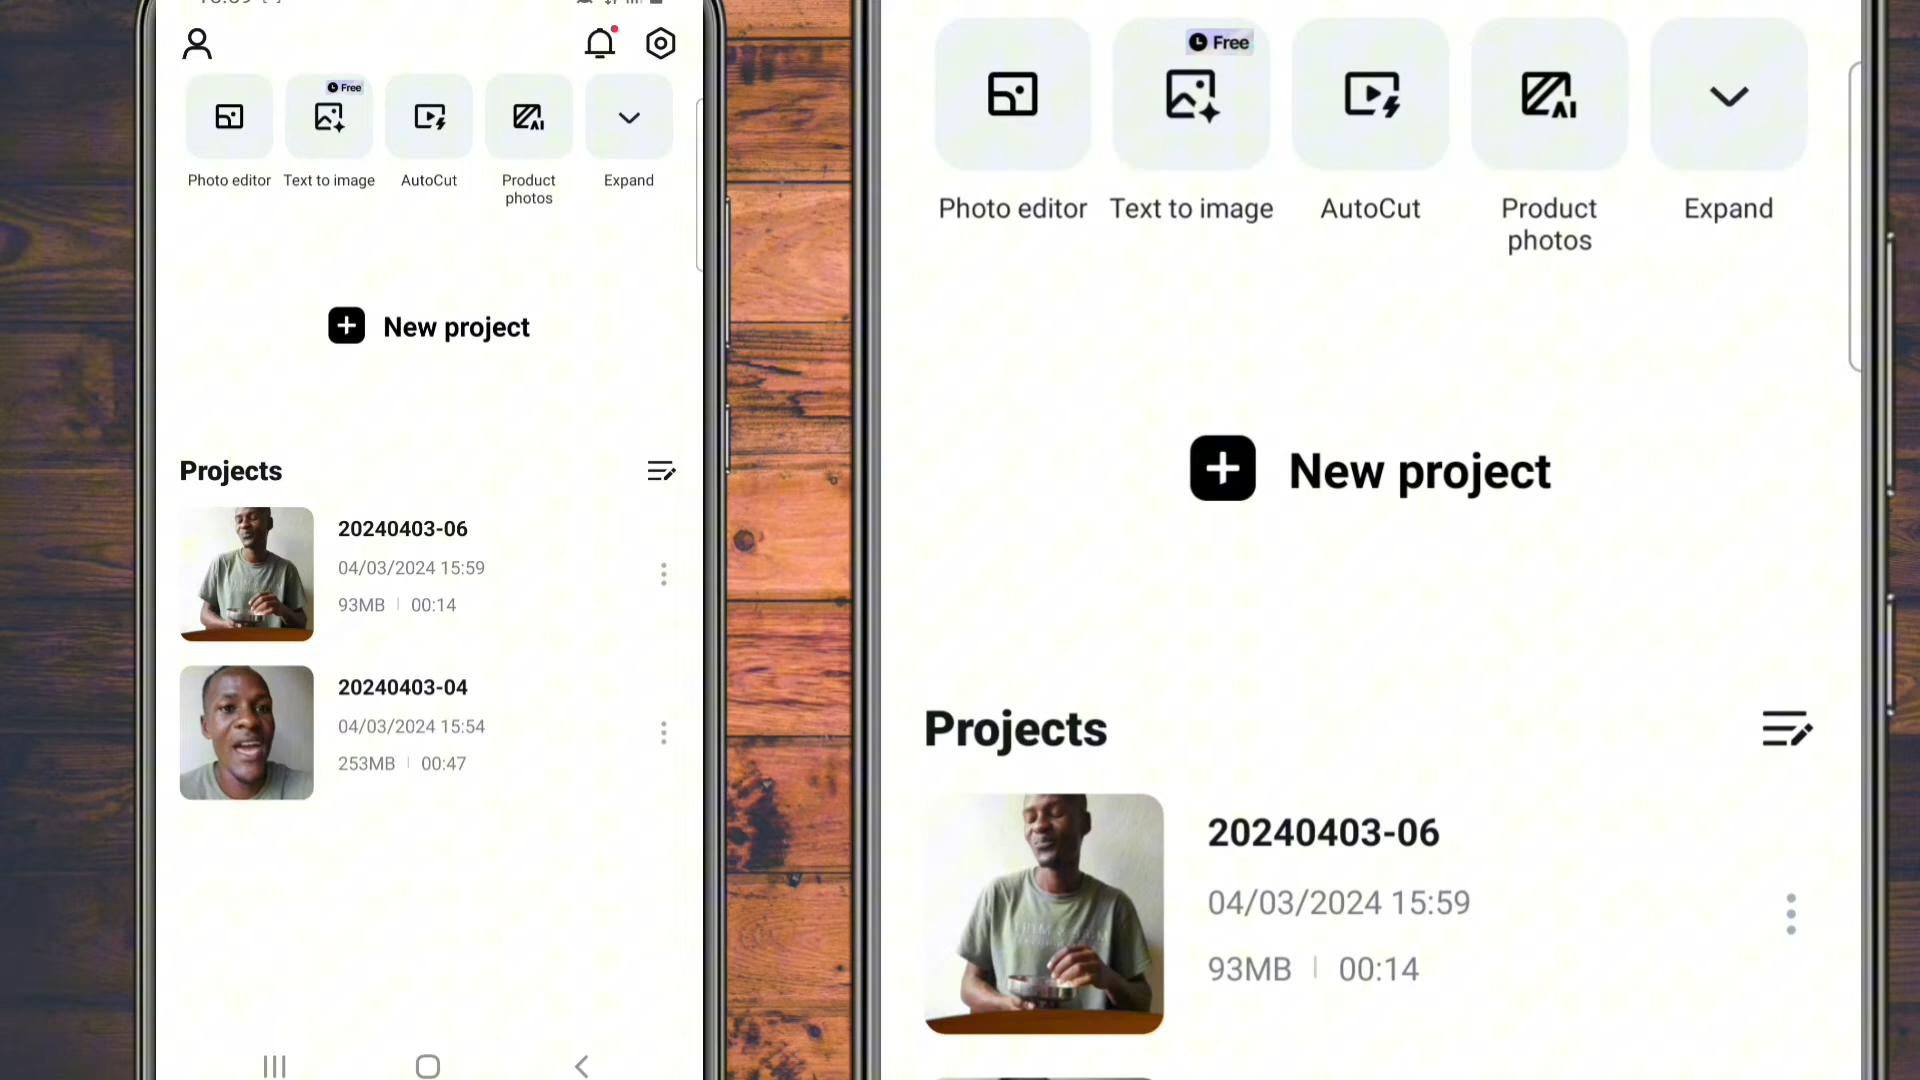 Free
Photo editor
Text to image
AutoCut
Product
photos
Expand
New project
Projects
20240403-06
04/03/2024 15:59
93MB
00:14
20240403-04
04/03/2024 15:54
253MB
00:47
Free
Photo editor
Text to image
AutoCut
Product
photos
Expand
New project
Projects
20240403-06
04/03/2024 15:59
93MB
00:14